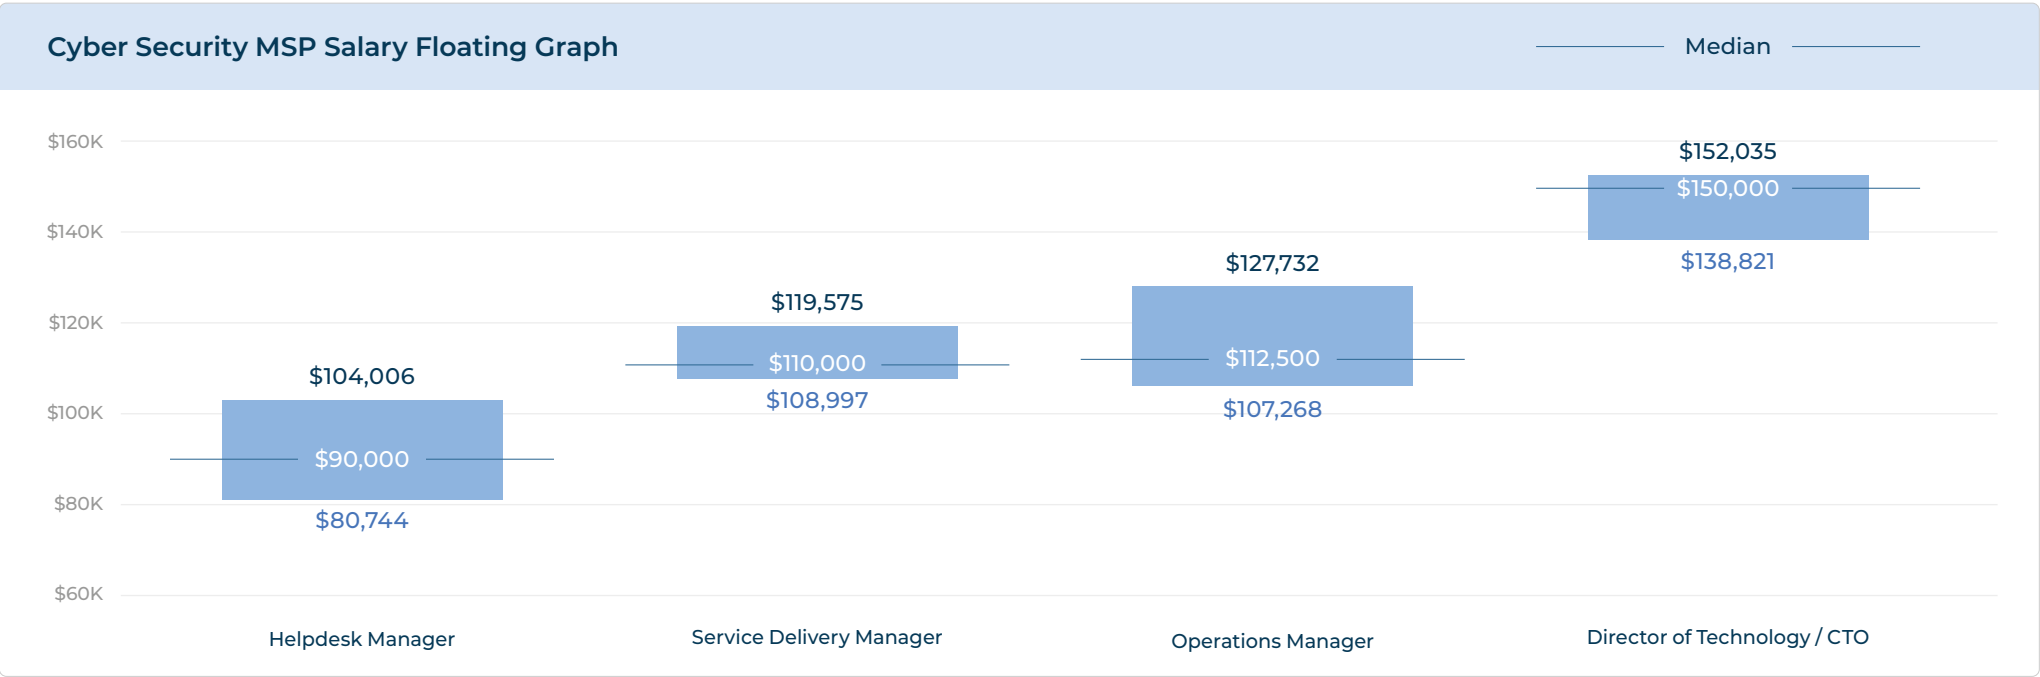 Cyber Security MSP Salary Floating Graph
Median
$160K
$140K
$120K
$100K
$80K
$60K
$104,006
$90,000
$80,744
$119,575
$110,000
$108,997
$127,732
$112,500
$107,268
$152,035
$150,000
$138,821
Helpdesk Manager
Service Delivery Manager
Operations Manager
Director of Technology / CTO